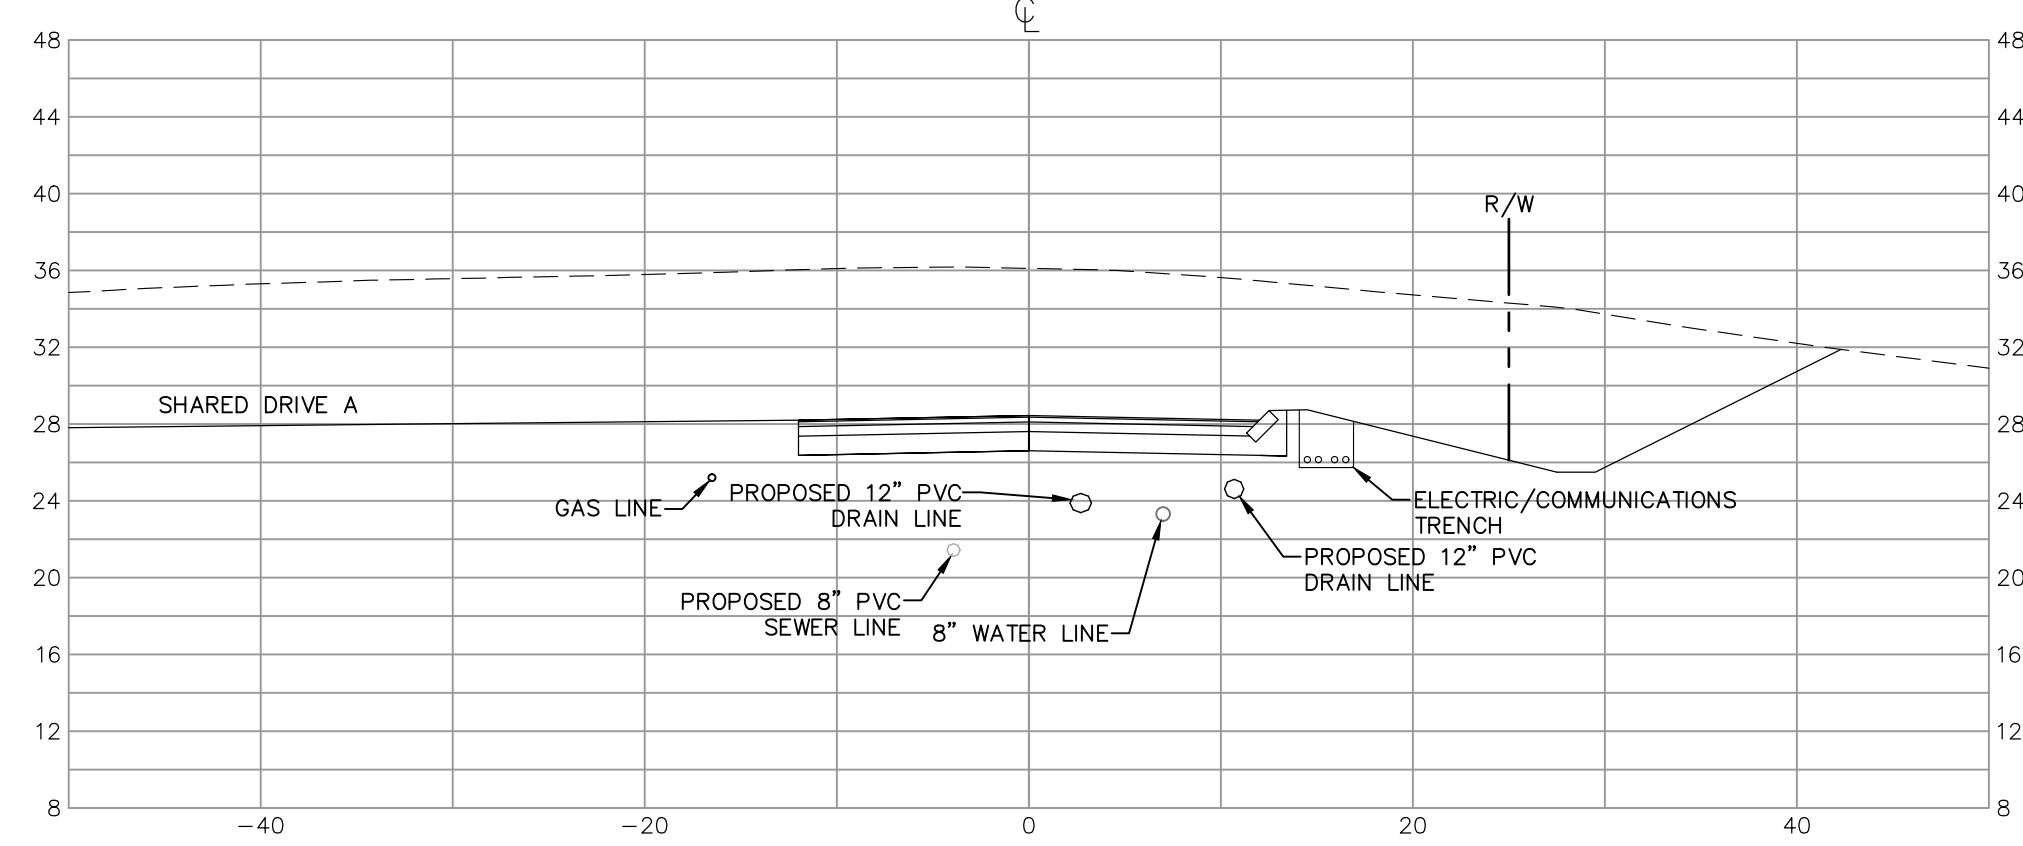 ℄
48 48
44 44
40 40
R/W
36 36
32 32
SHARED DRIVE A
28 28
PROPOSED 12" PVC
DRAIN LINE
GAS LINE
24 24
ELECTRIC/COMMUNICATIONS
TRENCH
PROPOSED 12" PVC
DRAIN LINE
20 20
PROPOSED 8" PVC
SEWER LINE
8" WATER LINE
16 16
12 12
8 8
-40 -20 0 20 40